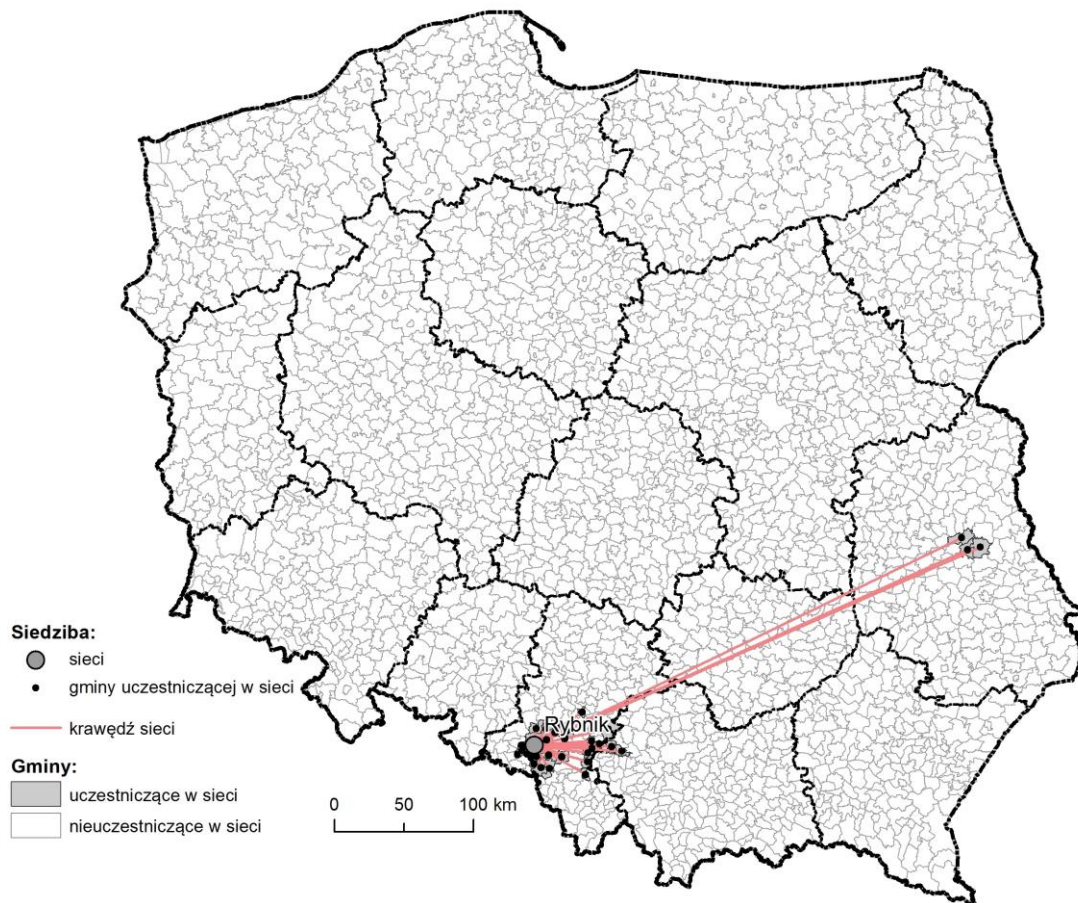 Rybnik
Siedziba:
sieci
gminy uczestniczącej w sieci
krawędź sieci
Gminy:
uczestniczące w sieci
nieuczestniczące w sieci
0 50 100 km